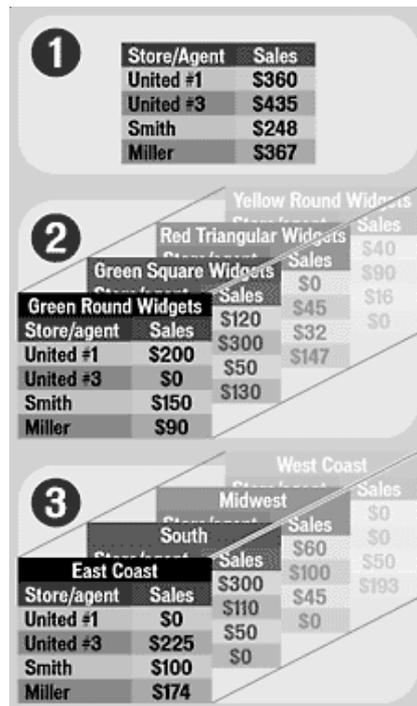 1
Store/Agent Sales
United #1 $360
United #3 $435
Smith $248
Miller $367
2
Yellow Round Widgets
Sales
$40
$90
$16
$0
Red Triangular Widgets
Sales
$0
$45
$32
$147
Green Square Widgets
Sales
$120
$300
$50
$130
Green Round Widgets
Store/agent Sales
United #1 $200
United #3 $0
Smith $150
Miller $90
3
West Coast
Sales
$0
$0
$50
$193
Midwest
Sales
$60
$100
$45
$0
South
Sales
$300
$110
$50
$0
East Coast
Store/agent Sales
United #1 $0
United #3 $225
Smith $100
Miller $174